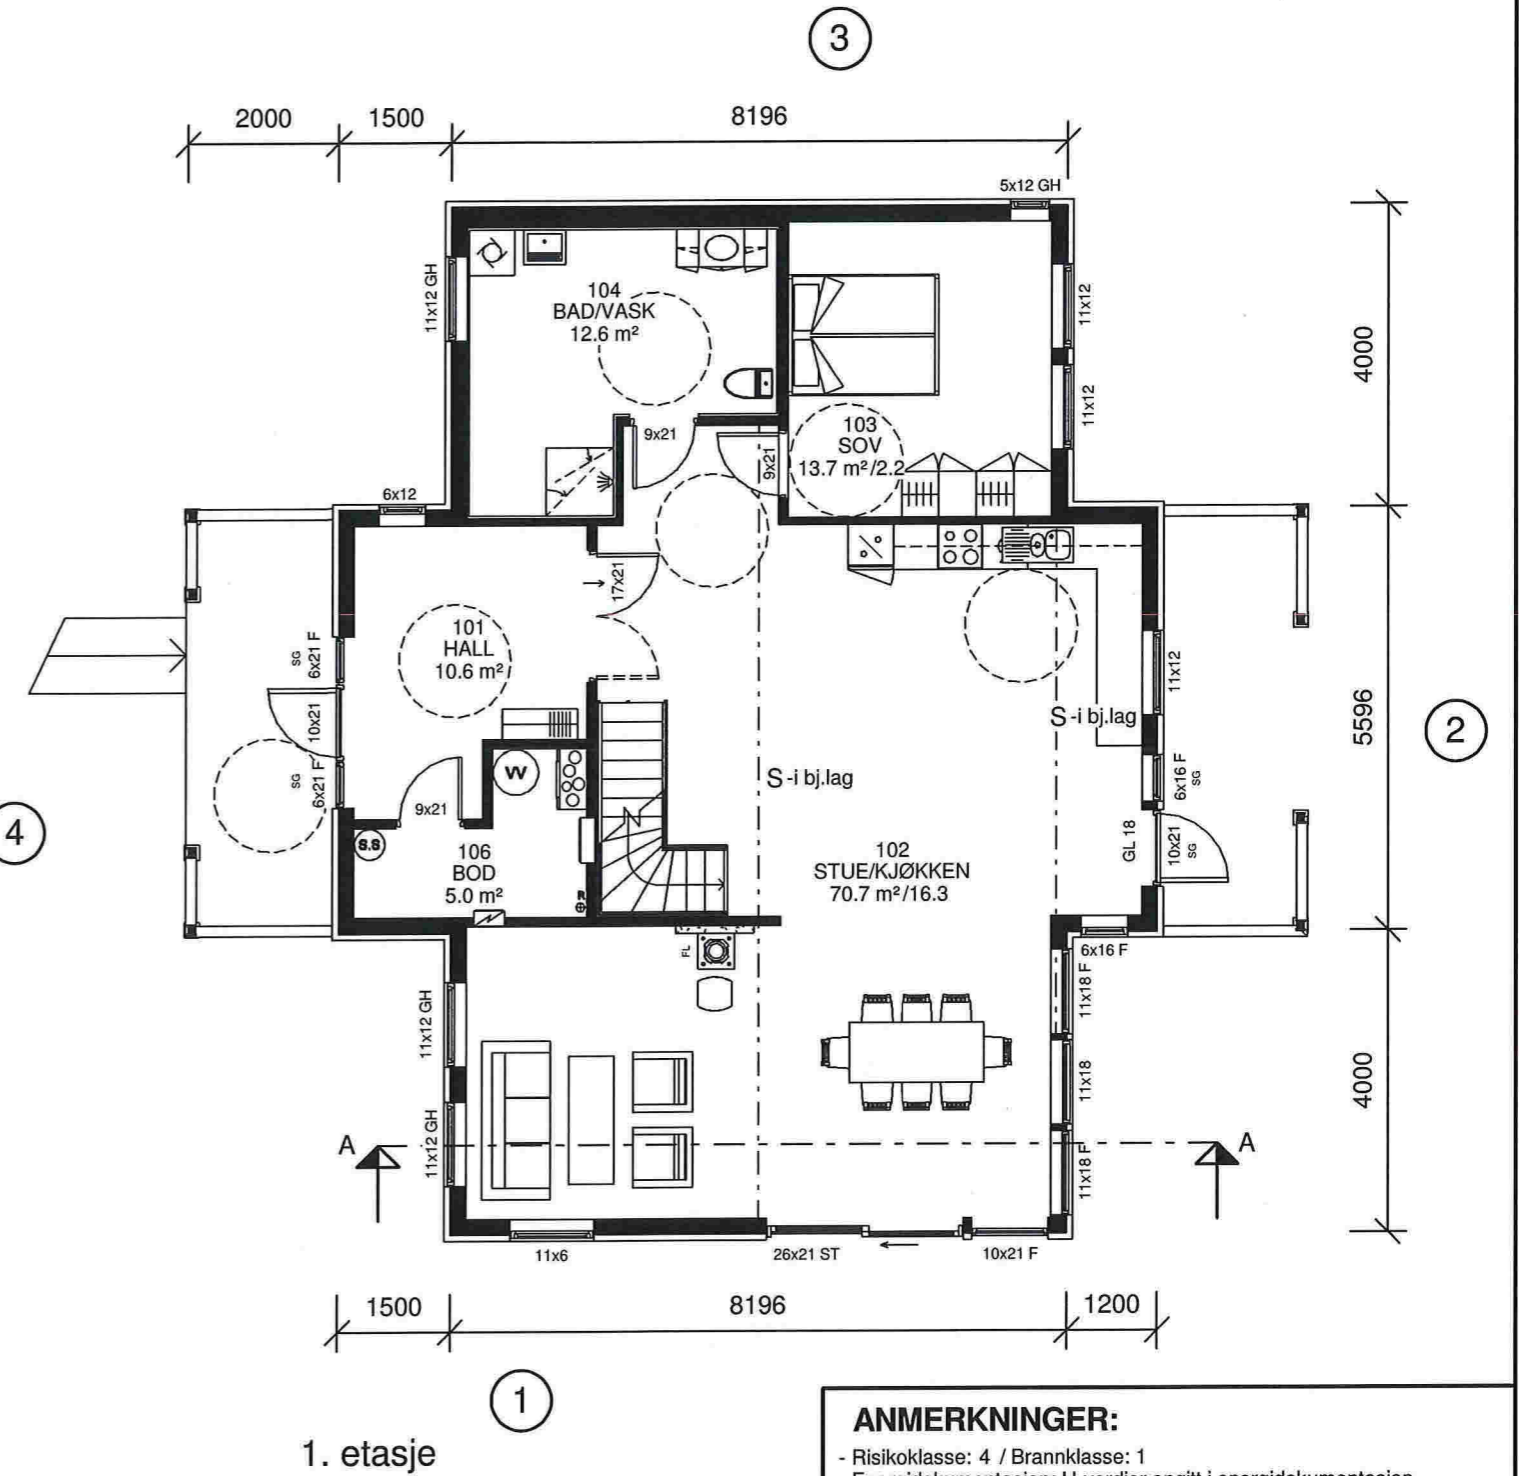 3
2000
1500
8196
5x12 GH
11x12 GH
104
BAD/VASK
12.6 m²
11x12
4000
11x12
103
SOV
13.7 m²/2.2
9x21
9x21
6x12
17x21
101
HALL
10.6 m²
SG
6x21 F
10x21
SG
6x21 F
11x12
S-i bj.lag
5596
2
VV
S-i bj.lag
6x16 F
SG
4
9x21
S.S
106
BOD
5.0 m²
R
GL 18
10x21
SG
102
STUE/KJØKKEN
70.7 m²/16.3
FL
6x16 F
11x18 F
11x12 GH
11x18
4000
11x12 GH
A
A
11x18 F
11x6
26x21 ST
10x21 F
1500
8196
1200
1
1. etasje
ANMERKNINGER:
- Risikoklasse: 4 / Brannklasse: 1